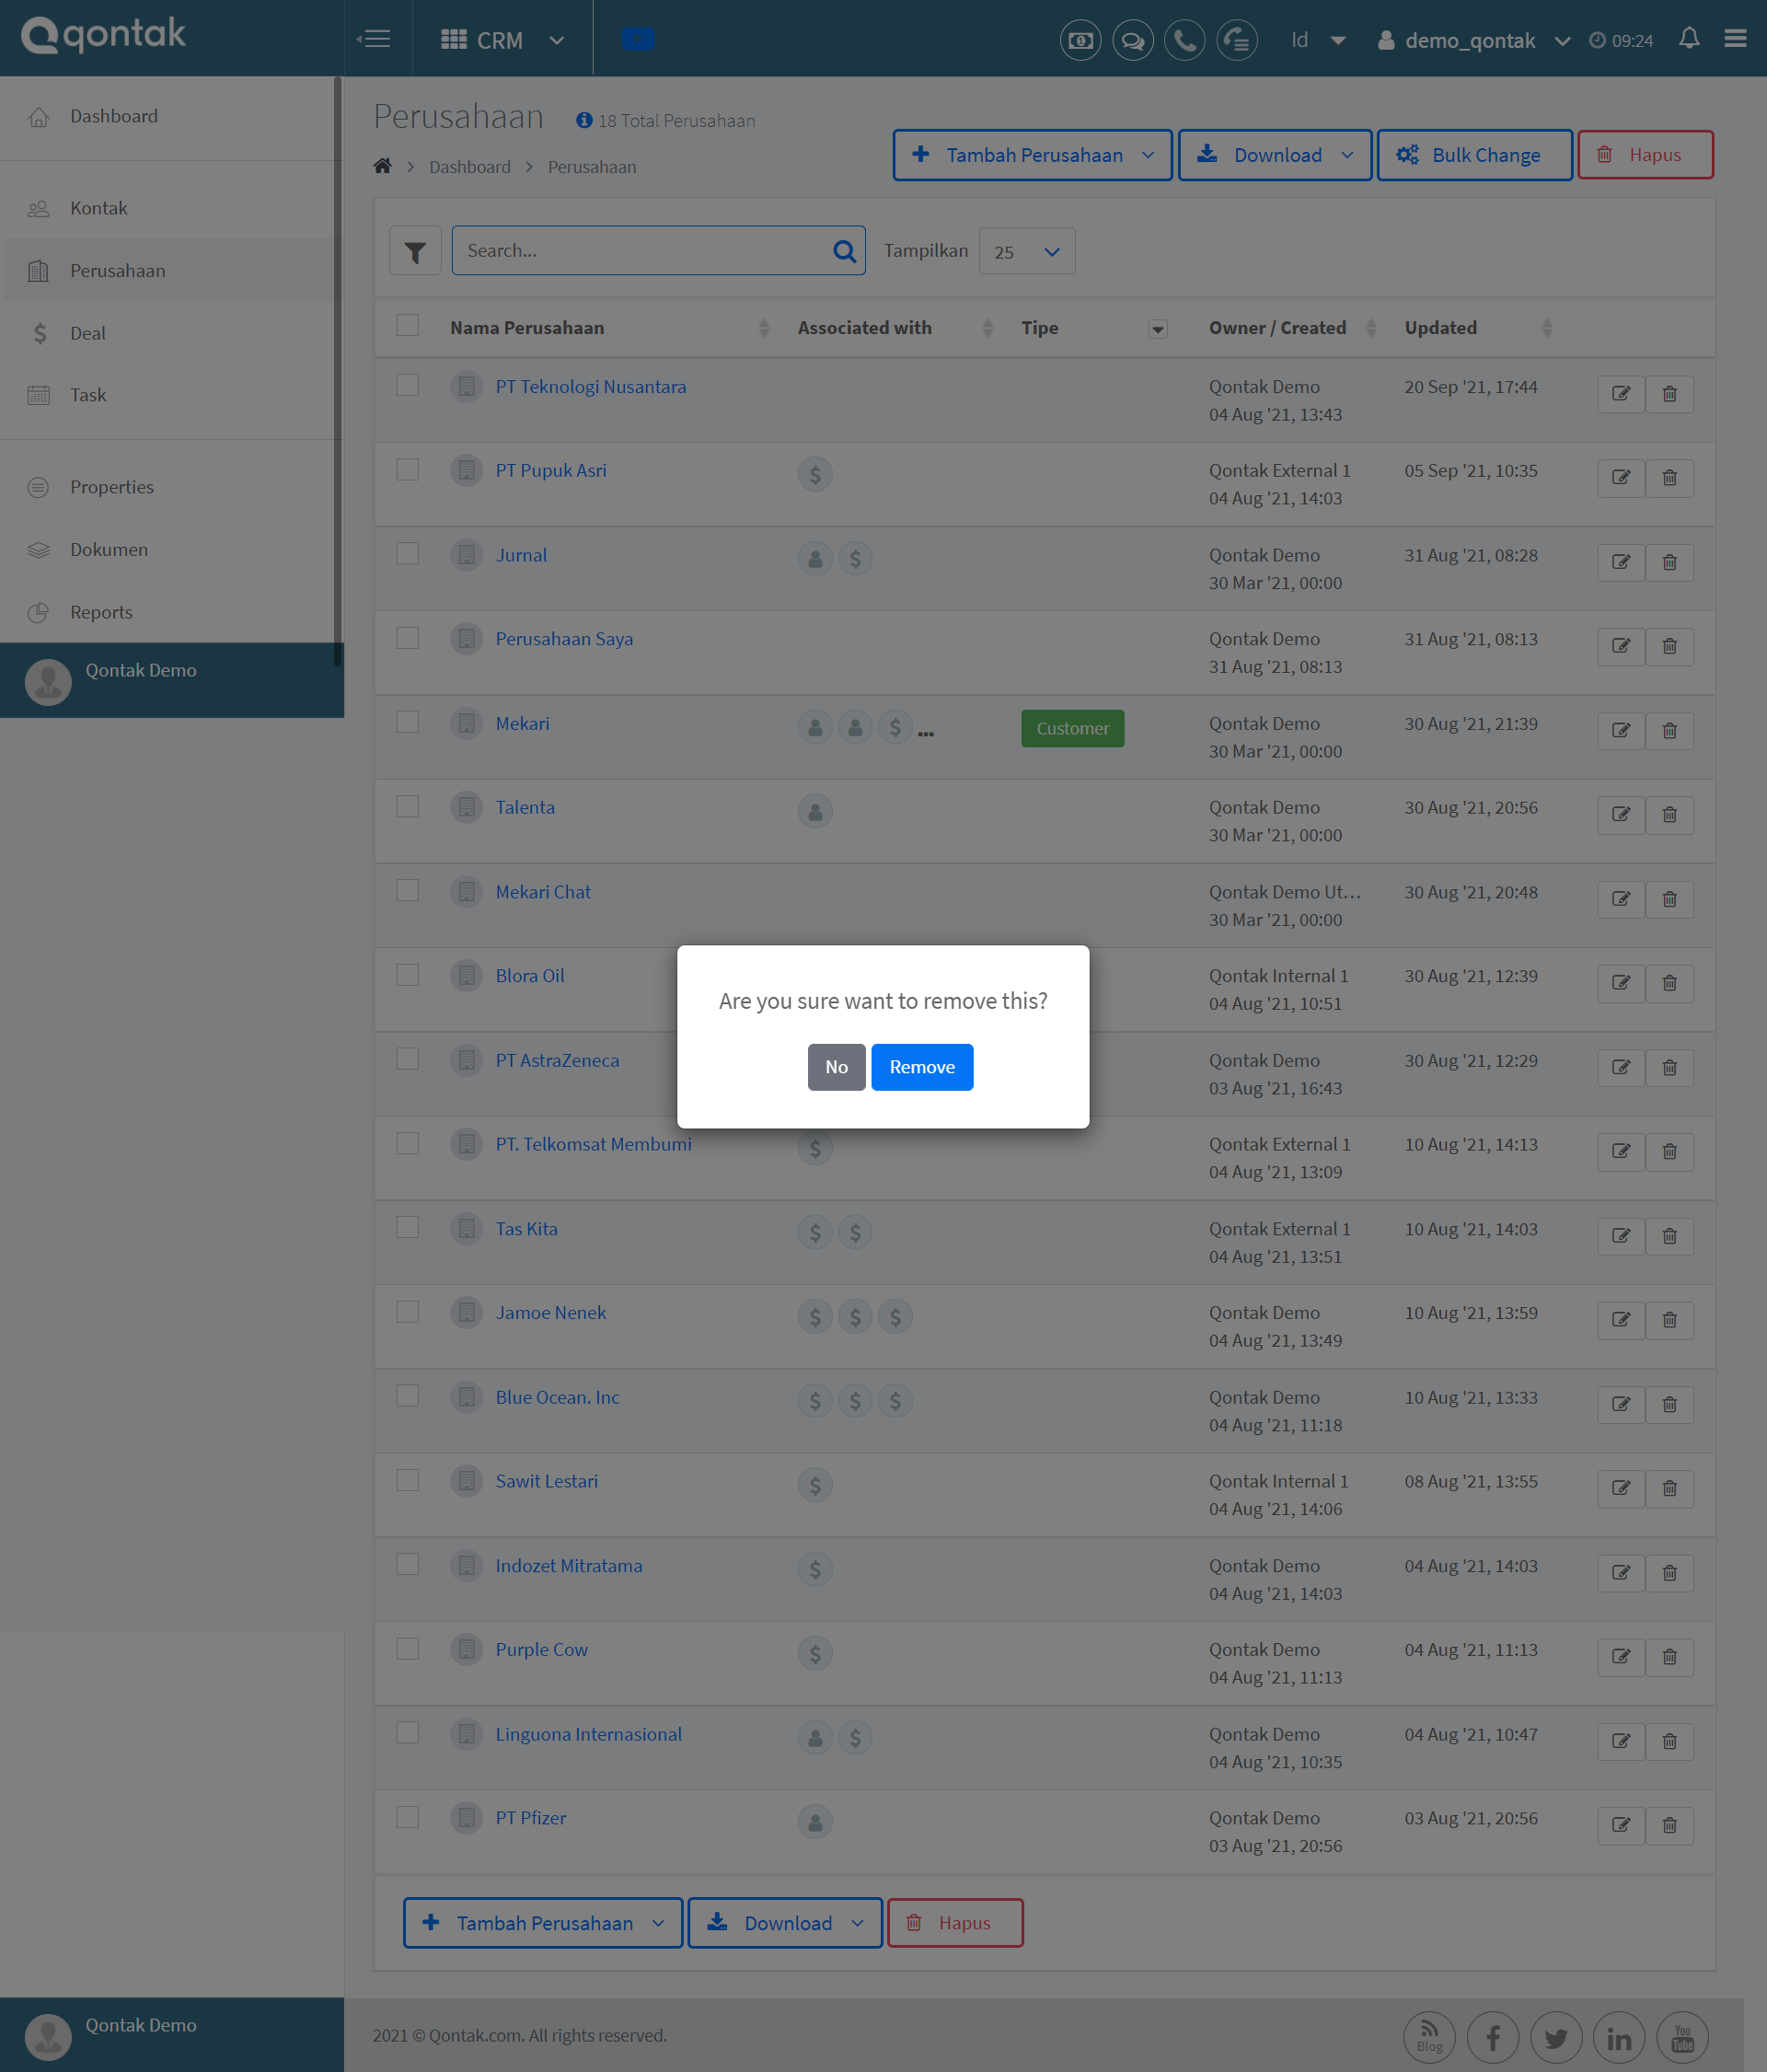 qontak
CRM
Id
demo_qontak
09:24
Dashboard
Kontak
Perusahaan
Deal
Task
Properties
Dokumen
Reports
Qontak Demo
Perusahaan
18 Total Perusahaan
Dashboard > Perusahaan
Tambah Perusahaan
Download
Bulk Change
Hapus
Search...
Tampilkan
25
Nama Perusahaan Associated with Tipe Owner / Created Updated
PT Teknologi Nusantara Qontak Demo 20 Sep '21, 17:44
04 Aug '21, 13:43
PT Pupuk Asri Qontak External 1 05 Sep '21, 10:35
04 Aug '21, 14:03
Jurnal Qontak Demo 31 Aug '21, 08:28
30 Mar '21, 00:00
Perusahaan Saya Qontak Demo 31 Aug '21, 08:13
31 Aug '21, 08:13
Mekari ... Customer Qontak Demo 30 Aug '21, 21:39
30 Mar '21, 00:00
Talenta Qontak Demo 30 Aug '21, 20:56
30 Mar '21, 00:00
Mekari Chat Qontak Demo Ut... 30 Aug '21, 20:48
30 Mar '21, 00:00
Blora Oil Qontak Internal 1 30 Aug '21, 12:39
04 Aug '21, 10:51
PT AstraZeneca Qontak Demo 30 Aug '21, 12:29
03 Aug '21, 16:43
Are you sure want to remove this?
No
Remove
PT. Telkomsat Membumi Qontak External 1 10 Aug '21, 14:13
04 Aug '21, 13:09
Tas Kita Qontak External 1 10 Aug '21, 14:03
04 Aug '21, 13:51
Jamoe Nenek Qontak Demo 10 Aug '21, 13:59
04 Aug '21, 13:49
Blue Ocean. Inc Qontak Demo 10 Aug '21, 13:33
04 Aug '21, 11:18
Sawit Lestari Qontak Internal 1 08 Aug '21, 13:55
04 Aug '21, 14:06
Indozet Mitratama Qontak Demo 04 Aug '21, 14:03
04 Aug '21, 14:03
Purple Cow Qontak Demo 04 Aug '21, 11:13
04 Aug '21, 11:13
Linguona Internasional Qontak Demo 04 Aug '21, 10:47
04 Aug '21, 10:35
PT Pfizer Qontak Demo 03 Aug '21, 20:56
03 Aug '21, 20:56
Tambah Perusahaan
Download
Hapus
Qontak Demo
2021 © Qontak.com. All rights reserved.
Blog
You
Tube